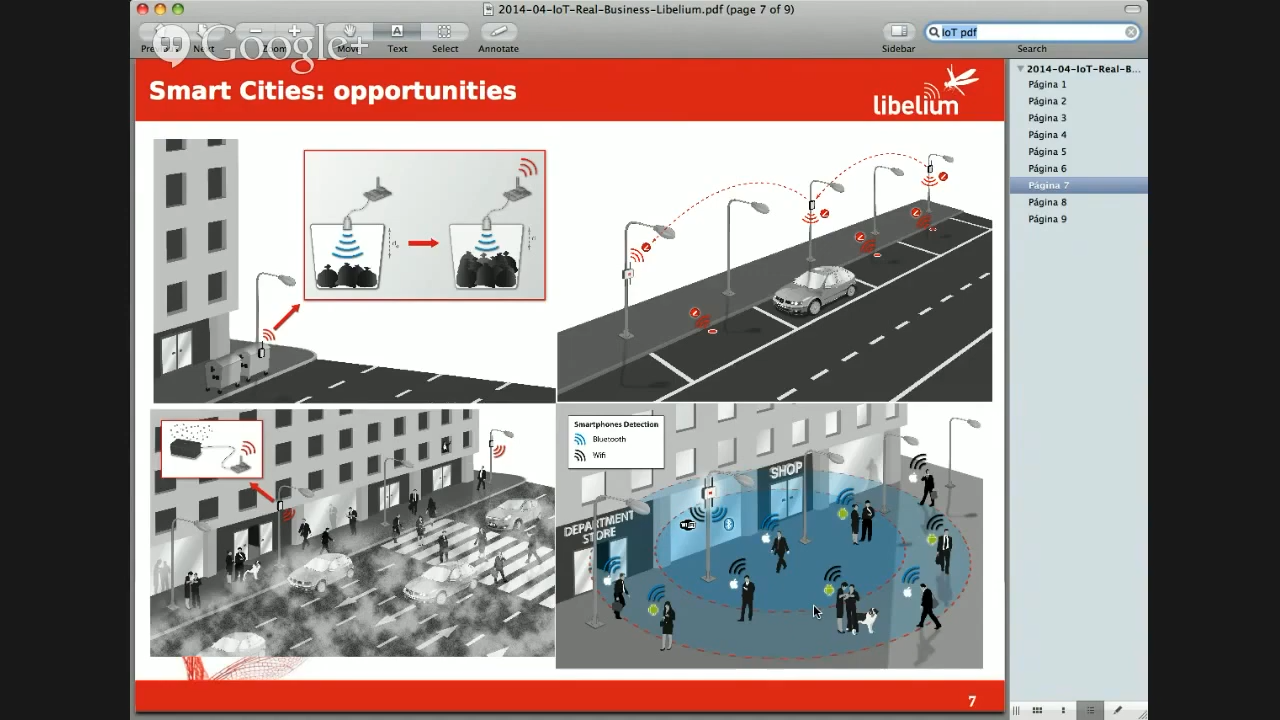 2014-04-IoT-Real-Business-Libelium.pdf (page 7 of 9)
Google+
Zoom Move Text Select Annotate Sidebar Search
IoT pdf
Smart Cities: opportunities
libelium
2014-04-IoT-Real-B...
Página 1
Página 2
Página 3
Página 4
Página 5
Página 6
Página 7
Página 8
Página 9
Smartphones Detection
Bluetooth
Wifi
SHOP
DEPARTMENT
STORE
7